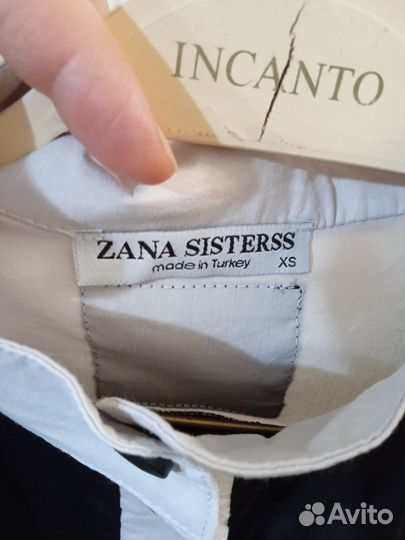 INCANTO
ZANA SISTERSS
made in Turkey XS
Avito